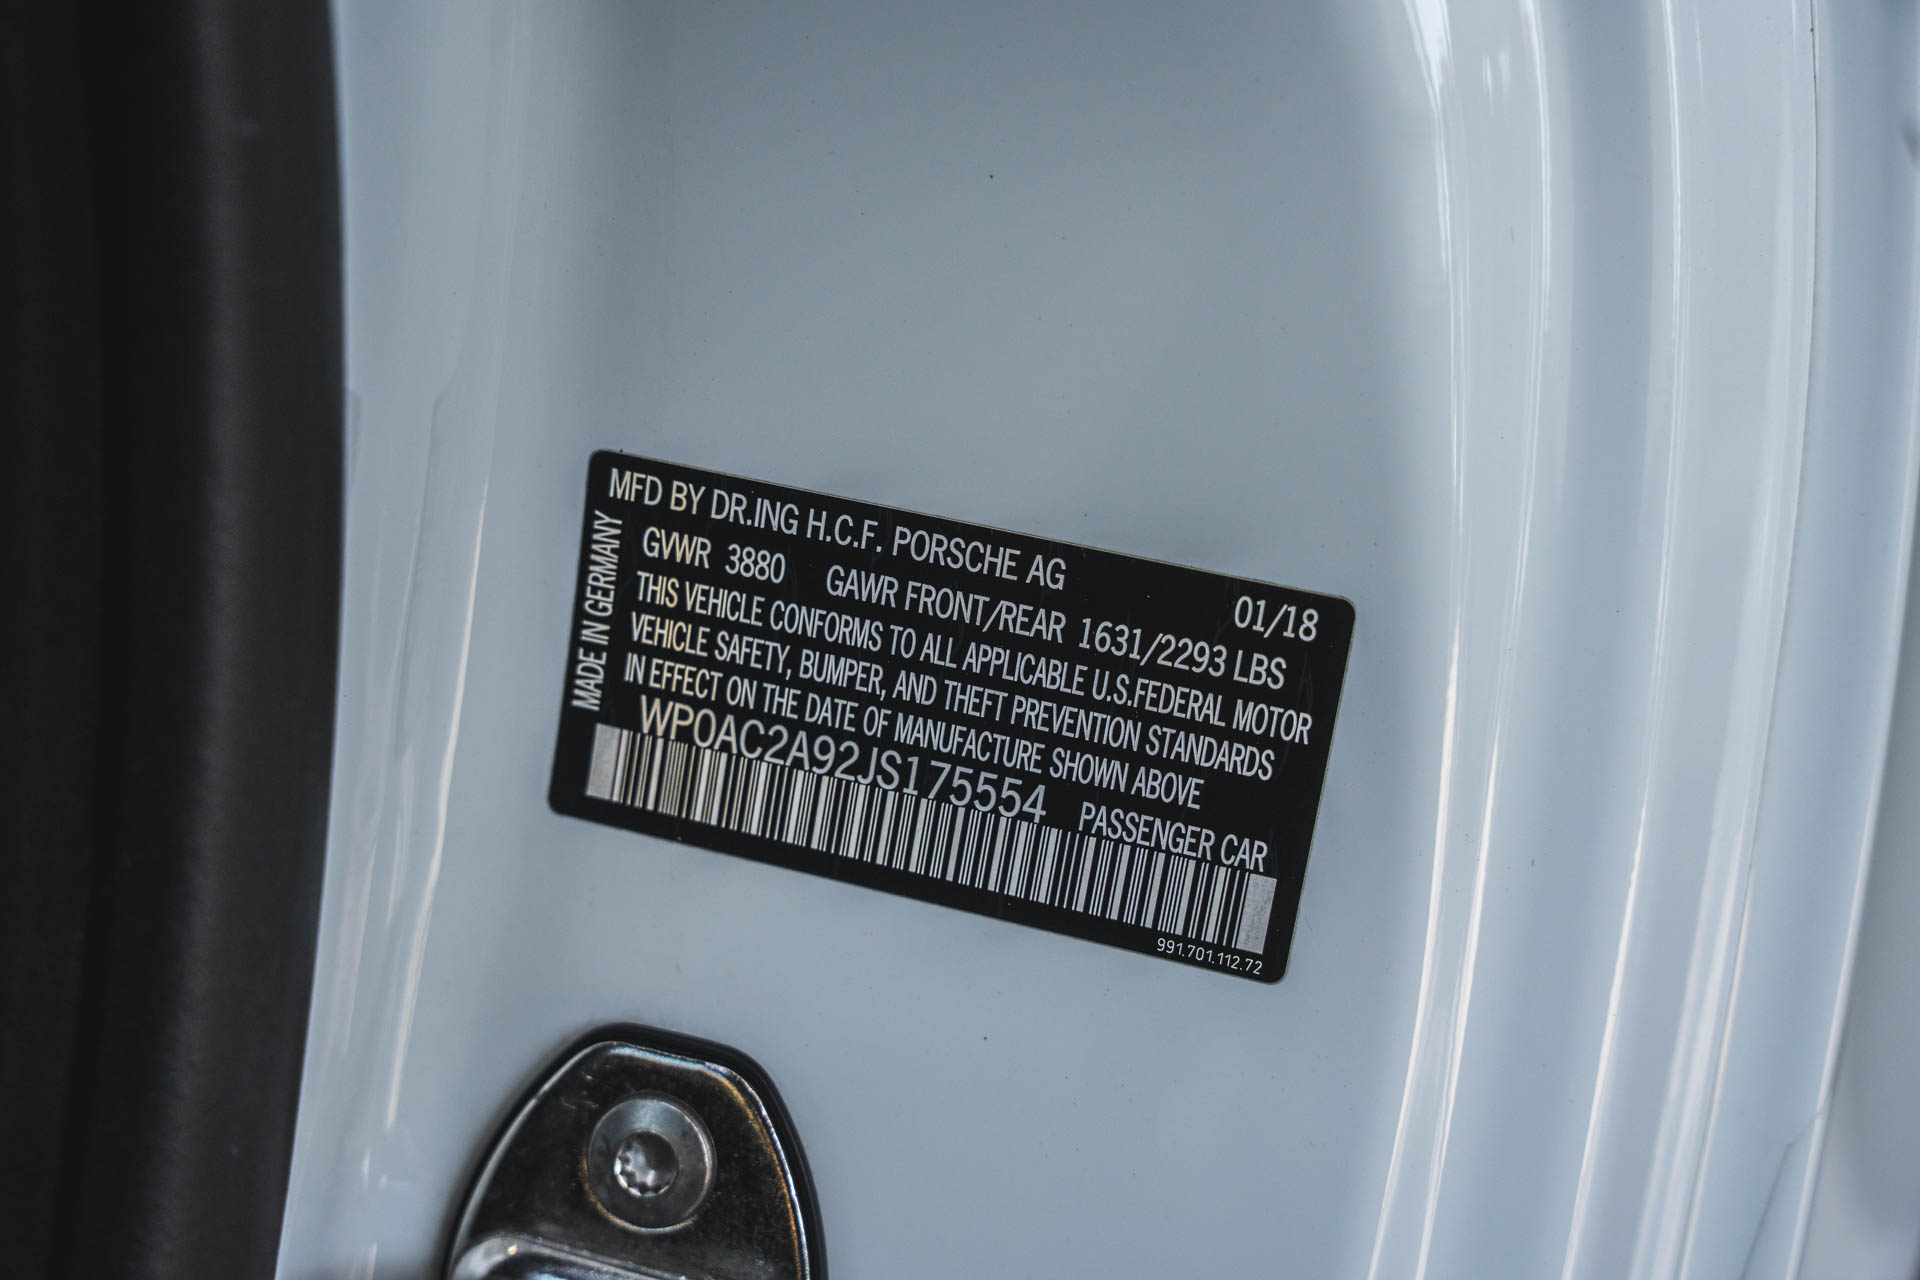 MFD BY DR.ING H.C.F. PORSCHE AG
01/18
GVWR 3880 GAWR FRONT/REAR 1631/2293 LBS
THIS VEHICLE CONFORMS TO ALL APPLICABLE U.S.FEDERAL MOTOR
VEHICLE SAFETY, BUMPER, AND THEFT PREVENTION STANDARDS
IN EFFECT ON THE DATE OF MANUFACTURE SHOWN ABOVE
WP0AC2A92JS175554 PASSENGER CAR
991.701.112.72
MADE IN GERMANY